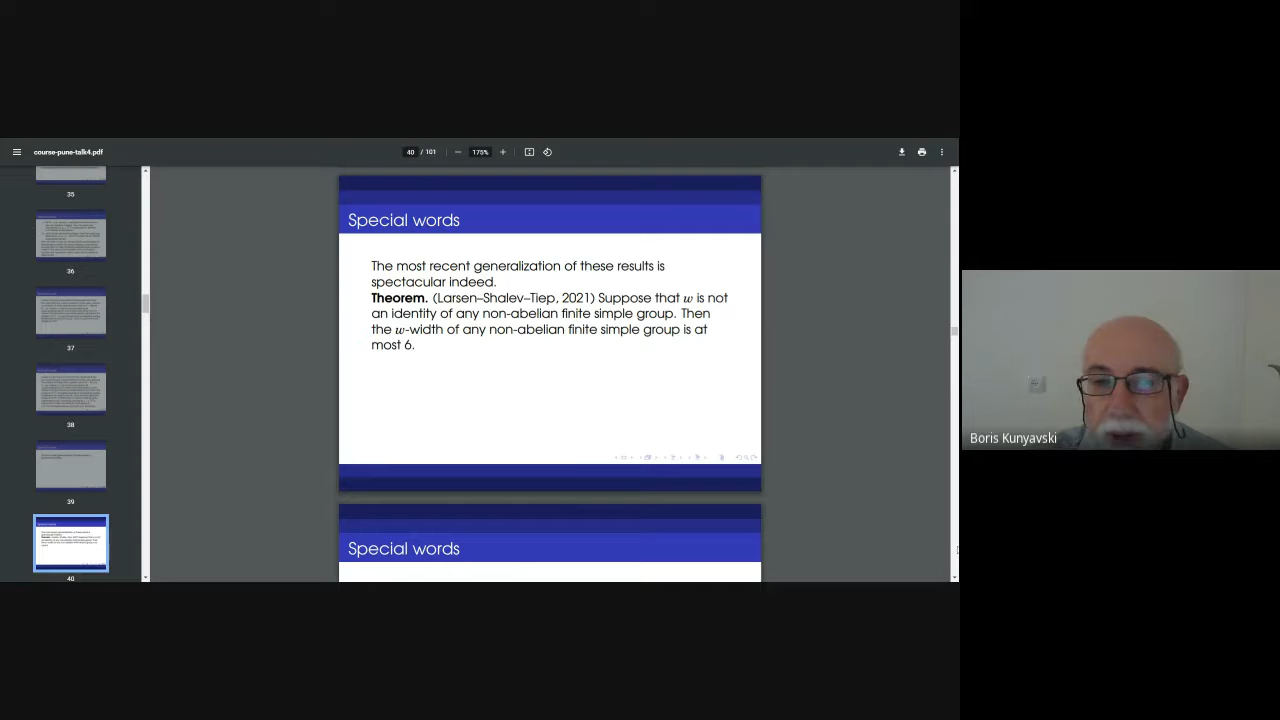 course-pune-talk4.pdf
40 / 101
175%
35
36
37
38
39
40
Special words
The most recent generalization of these results is
spectacular indeed.
Theorem. (Larsen–Shalev–Tiep, 2021) Suppose that w is not
an identity of any non-abelian finite simple group. Then
the w-width of any non-abelian finite simple group is at
most 6.
Special words
Boris Kunyavski